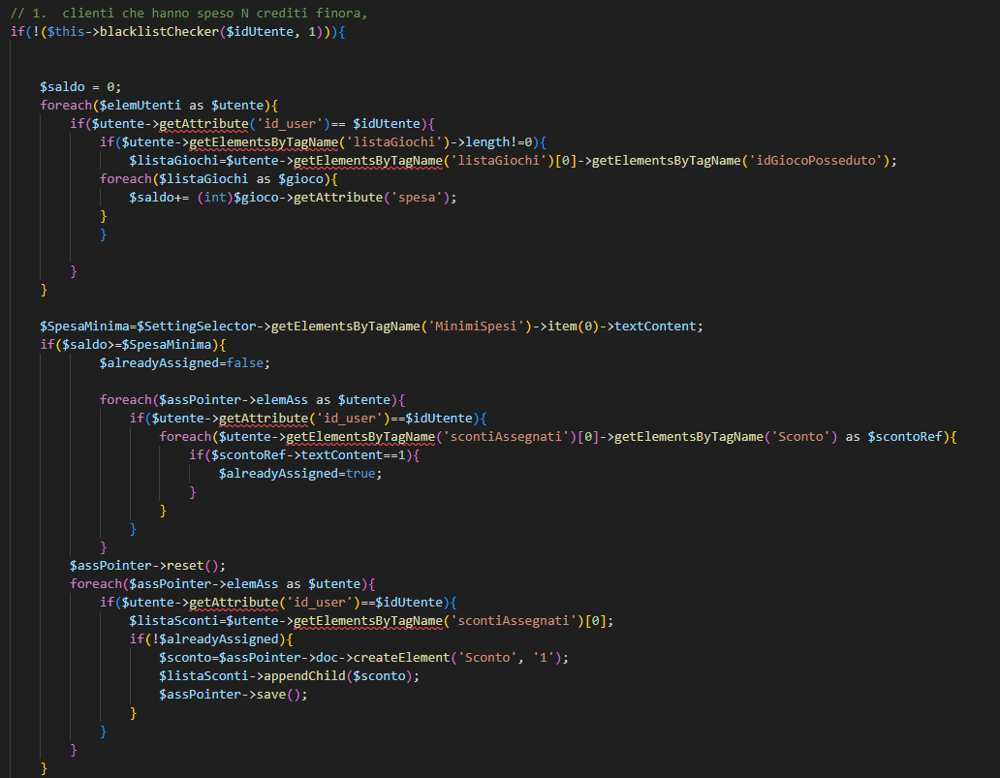 // 1.  clienti che hanno speso N crediti finora,
if(!($this->blacklistChecker($idUtente, 1))){
$saldo = 0;
foreach($elemUtenti as $utente){
if($utente->getAttribute('id_user')== $idUtente){
if($utente->getElementsByTagName('listaGiochi')->length!=0){
$listaGiochi=$utente->getElementsByTagName('listaGiochi')[0]->getElementsByTagName('idGiocoPosseduto');
foreach($listaGiochi as $gioco){
$saldo+= (int)$gioco->getAttribute('spesa');
}
}
}
}
$SpesaMinima=$SettingSelector->getElementsByTagName('MinimiSpesi')->item(0)->textContent;
if($saldo>=$SpesaMinima){
$alreadyAssigned=false;
foreach($assPointer->elemAss as $utente){
if($utente->getAttribute('id_user')==$idUtente){
foreach($utente->getElementsByTagName('scontiAssegnati')[0]->getElementsByTagName('Sconto') as $scontoRef){
if($scontoRef->textContent==1){
$alreadyAssigned=true;
}
}
}
}
$assPointer->reset();
foreach($assPointer->elemAss as $utente){
if($utente->getAttribute('id_user')==$idUtente){
$listaSconti=$utente->getElementsByTagName('scontiAssegnati')[0];
if(!$alreadyAssigned){
$sconto=$assPointer->doc->createElement('Sconto', '1');
$listaSconti->appendChild($sconto);
$assPointer->save();
}
}
}
}